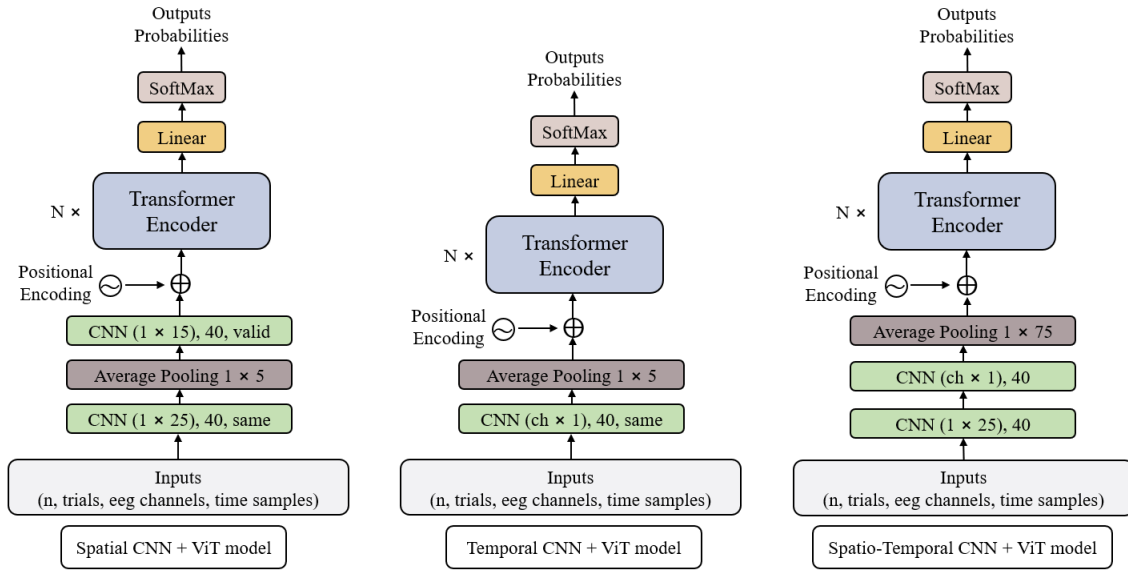 Outputs
Probabilities
SoftMax
Linear
Transformer
Encoder
N ×
Positional
Encoding
CNN (1 × 15), 40, valid
Average Pooling 1 × 5
CNN (1 × 25), 40, same
Inputs
(n, trials, eeg channels, time samples)
Spatial CNN + ViT model
Outputs
Probabilities
SoftMax
Linear
Transformer
Encoder
N ×
Positional
Encoding
Average Pooling 1 × 5
CNN (ch × 1), 40, same
Inputs
(n, trials, eeg channels, time samples)
Temporal CNN + ViT model
Outputs
Probabilities
SoftMax
Linear
Transformer
Encoder
N ×
Positional
Encoding
Average Pooling 1 × 75
CNN (ch × 1), 40
CNN (1 × 25), 40
Inputs
(n, trials, eeg channels, time samples)
Spatio-Temporal CNN + ViT model